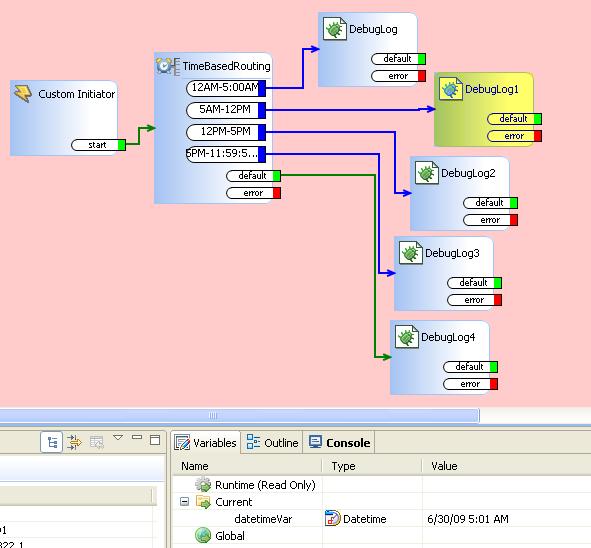 DebugLog
default
error
TimeBasedRouting
12AM-5:00AM
5AM-12PM
12PM-5PM
5PM-11:59:5...
default
error
Custom Initiator
start
DebugLog1
default
error
DebugLog2
default
error
DebugLog3
default
error
DebugLog4
default
error
Variables Outline Console
Name Type Value
Runtime (Read Only)
Current
datetimeVar Datetime 6/30/09 5:01 AM
Global